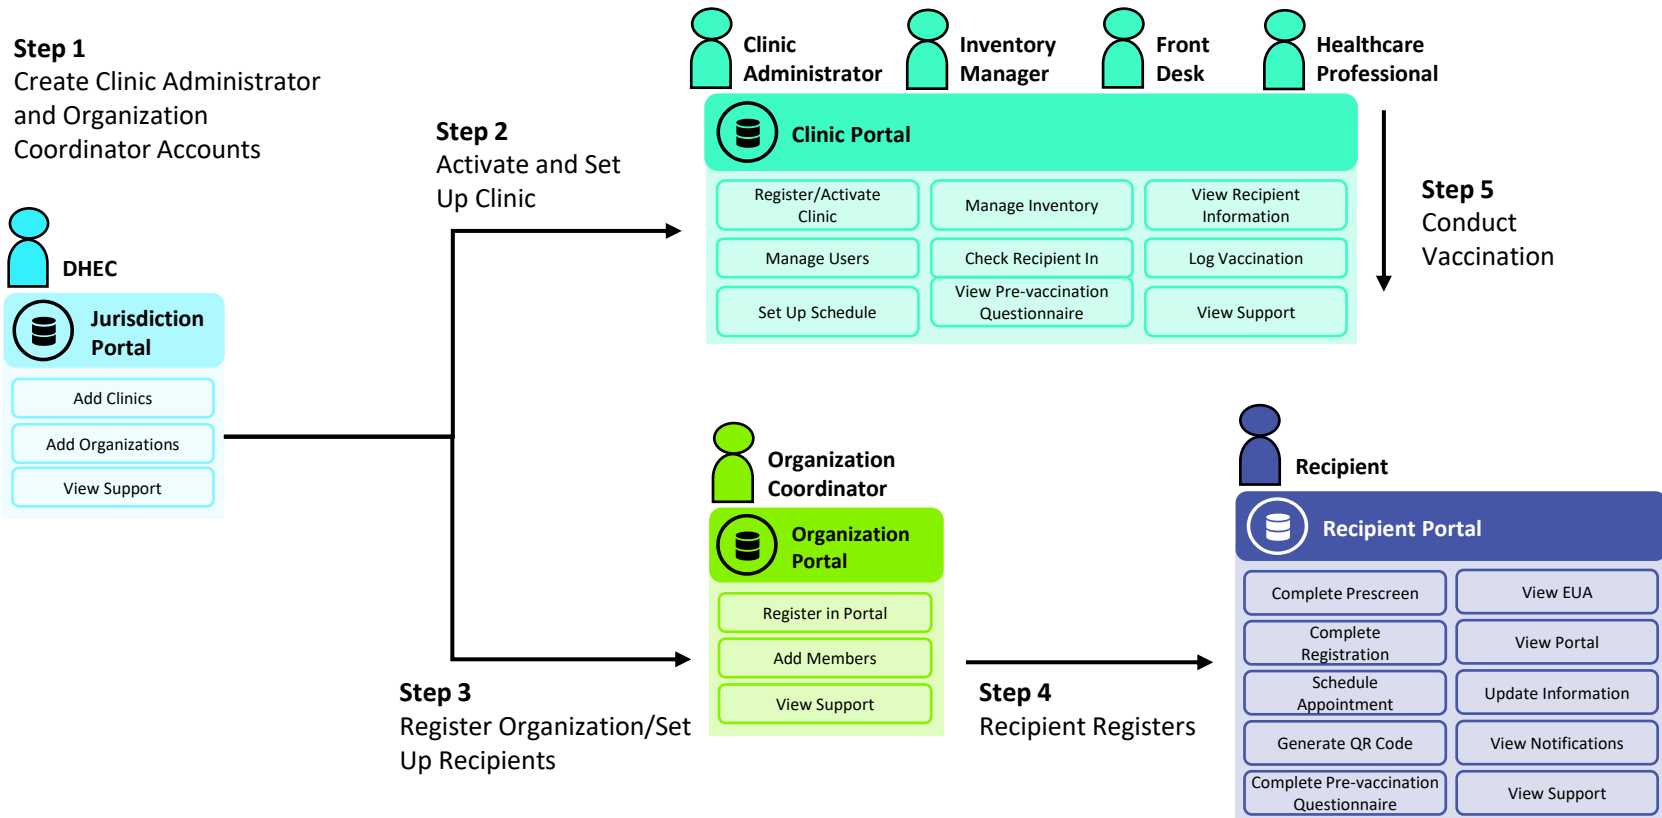 Step 1
Create Clinic Administrator
and Organization
Coordinator Accounts
DHEC
Jurisdiction
Portal
Add Clinics
Add Organizations
View Support
Step 2
Activate and Set
Up Clinic
Clinic
Administrator
Inventory
Manager
Front
Desk
Healthcare
Professional
Clinic Portal
Register/Activate
Clinic
Manage Inventory
View Recipient
Information
Manage Users
Check Recipient In
Log Vaccination
Set Up Schedule
View Pre-vaccination
Questionnaire
View Support
Step 5
Conduct
Vaccination
Step 3
Register Organization/Set
Up Recipients
Organization
Coordinator
Organization
Portal
Register in Portal
Add Members
View Support
Step 4
Recipient Registers
Recipient
Recipient Portal
Complete Prescreen
View EUA
Complete
Registration
View Portal
Schedule
Appointment
Update Information
Generate QR Code
View Notifications
Complete Pre-vaccination
Questionnaire
View Support